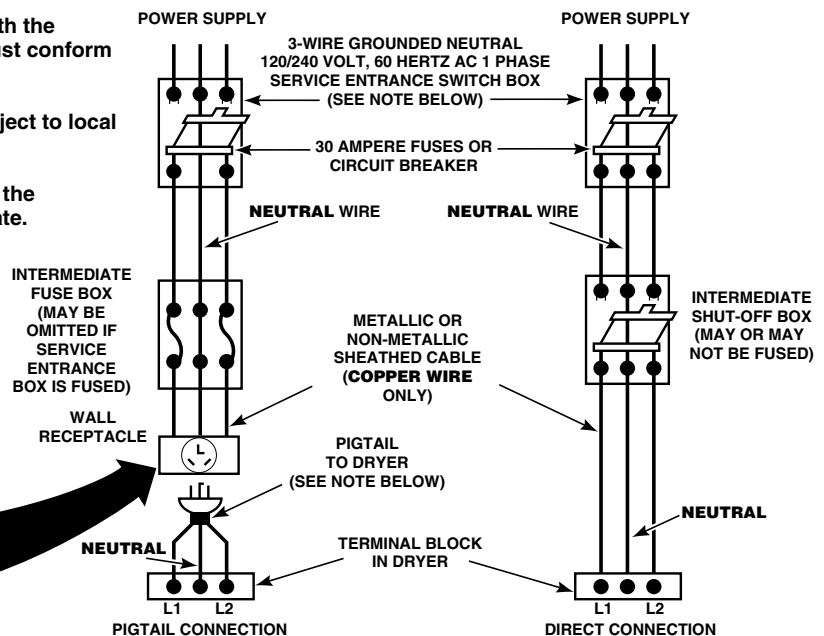 th the
ust conform
ject to local
the
ate.
POWER SUPPLY
POWER SUPPLY
3-WIRE GROUNDED NEUTRAL
120/240 VOLT, 60 HERTZ AC 1 PHASE
SERVICE ENTRANCE SWITCH BOX
(SEE NOTE BELOW)
30 AMPERE FUSES OR
CIRCUIT BREAKER
NEUTRAL WIRE
NEUTRAL WIRE
INTERMEDIATE
FUSE BOX
(MAY BE
OMITTED IF
SERVICE
ENTRANCE
BOX IS FUSED)
METALLIC OR
NON-METALLIC
SHEATHED CABLE
(COPPER WIRE
ONLY)
INTERMEDIATE
SHUT-OFF BOX
(MAY OR MAY
NOT BE FUSED)
WALL
RECEPTACLE
L
PIGTAIL
TO DRYER
(SEE NOTE BELOW)
NEUTRAL
NEUTRAL
TERMINAL BLOCK
IN DRYER
L1 L2
L1 L2
PIGTAIL CONNECTION
DIRECT CONNECTION